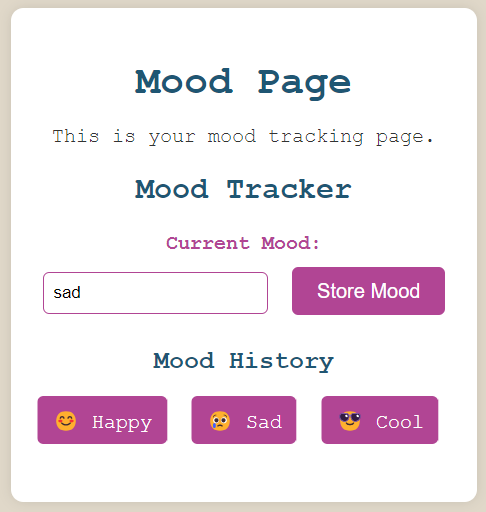 Mood Page
This is your mood tracking page.
Mood Tracker
Current Mood:
sad Store Mood
Mood History
😊 Happy 😢 Sad 😎 Cool